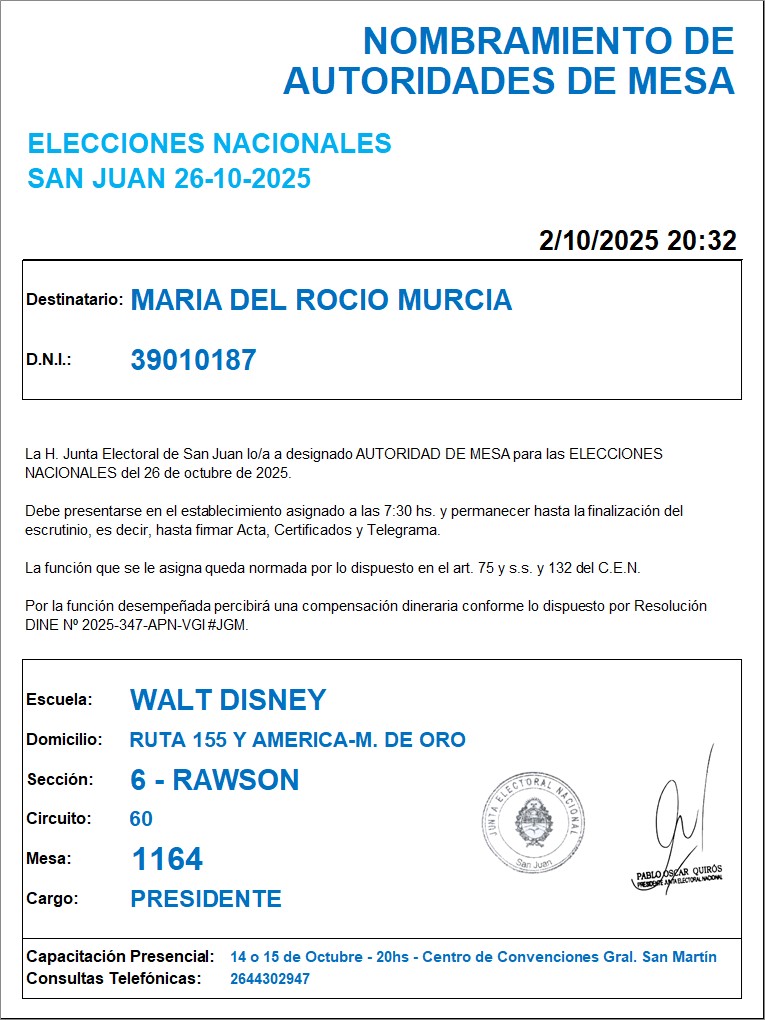 NOMBRAMIENTO DE
AUTORIDADES DE MESA
ELECCIONES NACIONALES
SAN JUAN 26-10-2025
2/10/2025 20:32
Destinatario: MARIA DEL ROCIO MURCIA
D.N.I.: 39010187
La H. Junta Electoral de San Juan lo/a a designado AUTORIDAD DE MESA para las ELECCIONES
NACIONALES del 26 de octubre de 2025.
Debe presentarse en el establecimiento asignado a las 7:30 hs. y permanecer hasta la finalización del
escrutinio, es decir, hasta firmar Acta, Certificados y Telegrama.
La función que se le asigna queda normada por lo dispuesto en el art. 75 y s.s. y 132 del C.E.N.
Por la función desempeñada percibirá una compensación dineraria conforme lo dispuesto por Resolución
DINE Nº 2025-347-APN-VGI#JGM.
Escuela: WALT DISNEY
Domicilio: RUTA 155 Y AMERICA-M. DE ORO
Sección: 6 - RAWSON
Circuito: 60
Mesa: 1164
Cargo: PRESIDENTE
JUNTA ELECTORAL NACIONAL
San Juan
PABLO OSCAR QUIRÓS
PRESIDENTE JUNTA ELECTORAL NACIONAL
Capacitación Presencial: 14 o 15 de Octubre - 20hs - Centro de Convenciones Gral. San Martín
Consultas Telefónicas: 2644302947